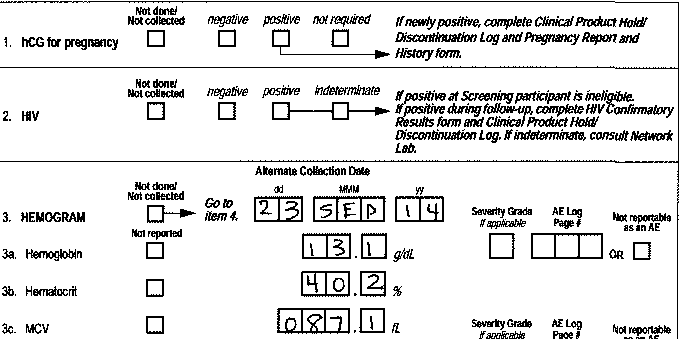 Not done/ Not collected negative positive not required
1. hCG for pregnancy
If newly positive, complete Clinical Product Hold/
Discontinuation Log and Pregnancy Report and
History form.
Not done/ Not collected negative positive indeterminate
2. HIV
If positive at Screening participant is ineligible.
If positive during follow-up, complete HIV Confirmatory
Results form and Clinical Product Hold/
Discontinuation Log. If indeterminate, consult Network
Lab.
Alternate Collection Date
Not done/ Not collected
dd MMM yy
3. HEMOGRAM Go to item 4. 23 SEP 14
Not reported
Severity Grade If applicable AE Log Page # Not reportable as an AE
3a. Hemoglobin 13.1 g/dL OR
3b. Hematocrit 40.2 %
3c. MCV 087.1 fL
Severity Grade If applicable AE Log Page # Not reportable as an AE